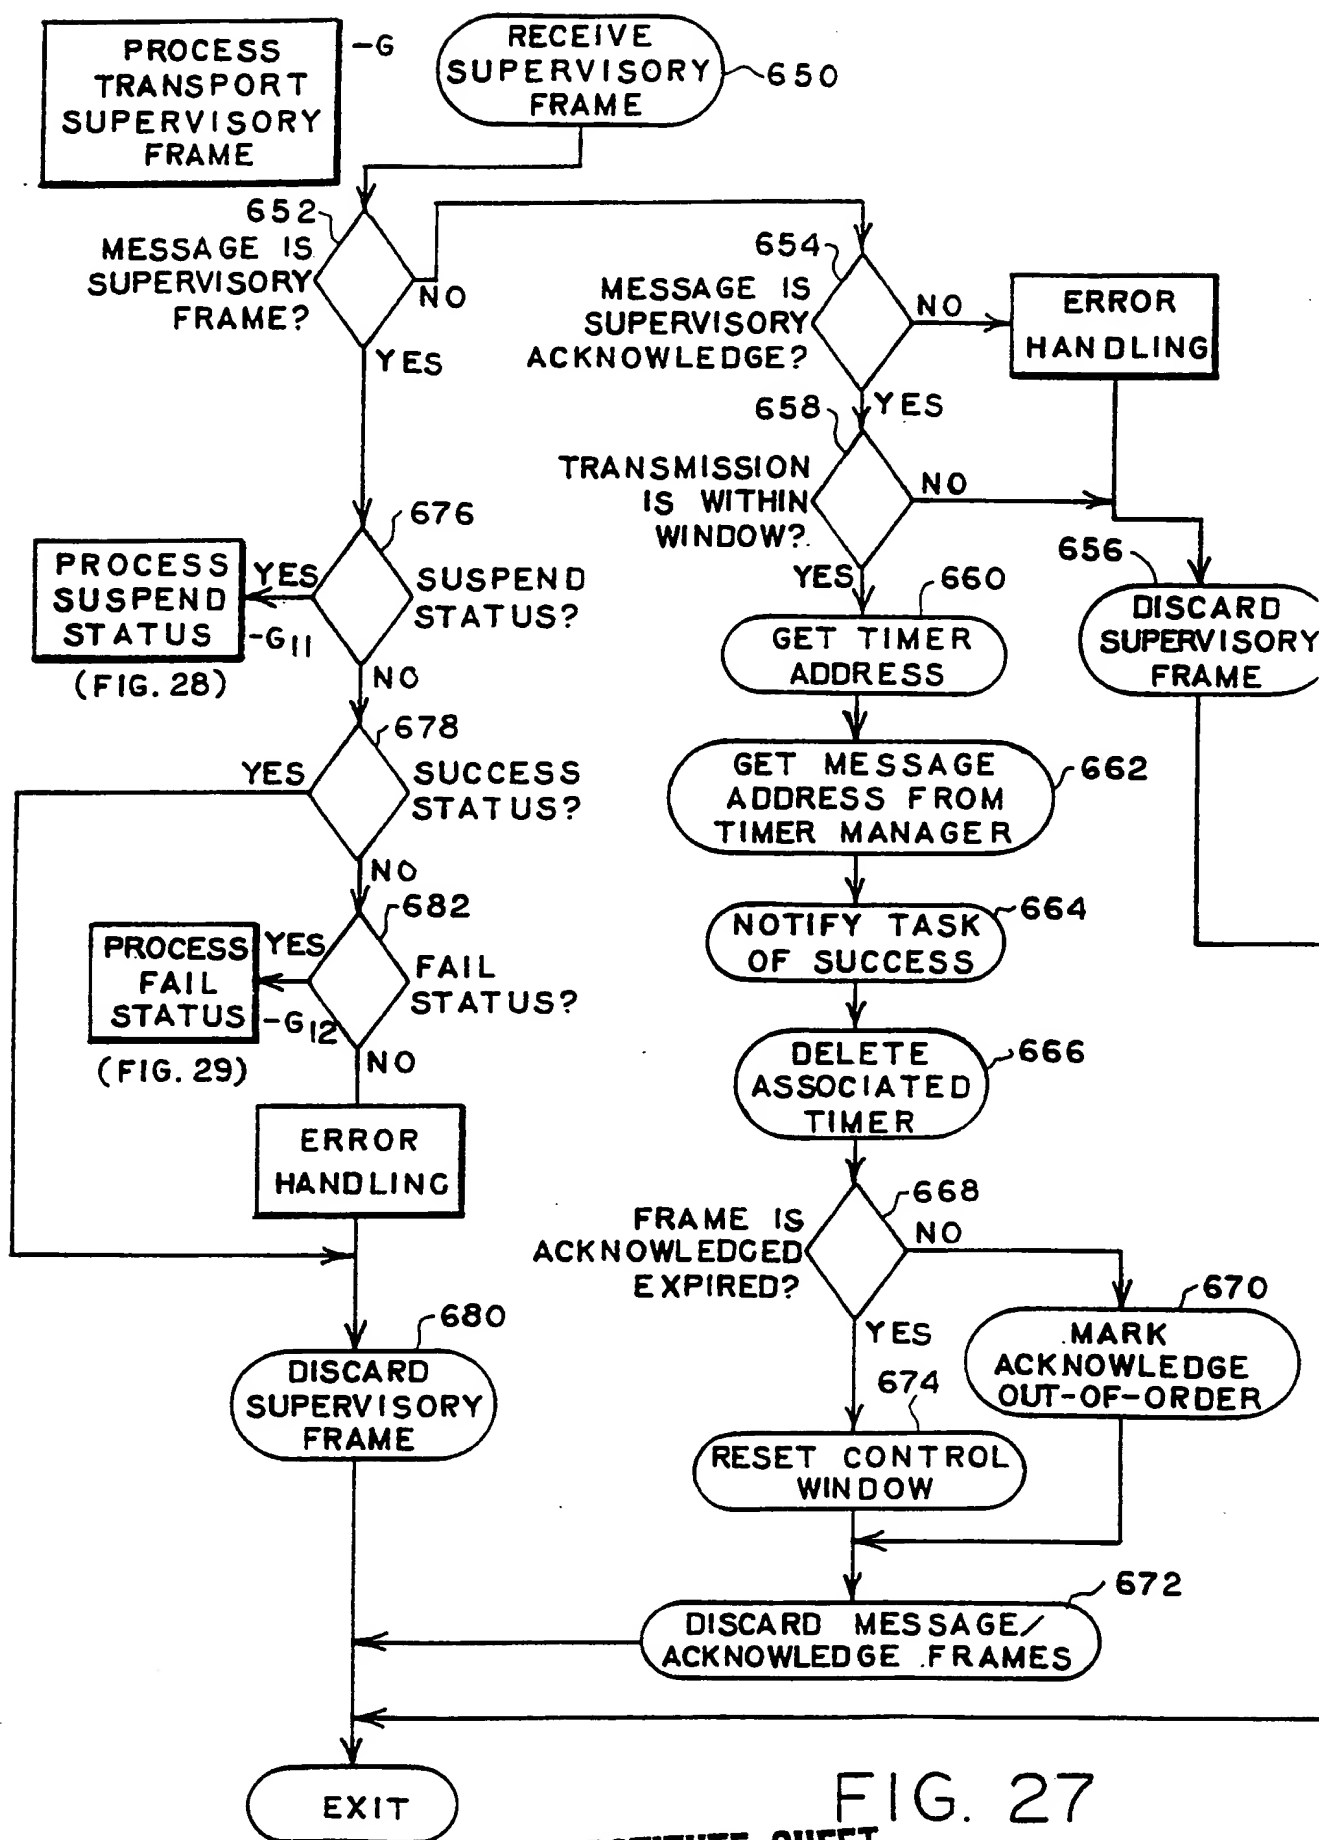 PROCESS
TRANSPORT
SUPERVISORY
FRAME
-G
RECEIVE
SUPERVISORY
FRAME
650
652
MESSAGE IS
SUPERVISORY
FRAME?
NO
YES
654
MESSAGE IS
SUPERVISORY
ACKNOWLEDGE?
NO
ERROR
HANDLING
YES
658
TRANSMISSION
IS WITHIN
WINDOW?
NO
YES
656
DISCARD
SUPERVISORY
FRAME
676
SUSPEND
STATUS?
YES
PROCESS
SUSPEND
STATUS
-G11
(FIG. 28)
NO
660
GET TIMER
ADDRESS
678
SUCCESS
STATUS?
YES
NO
GET MESSAGE
ADDRESS FROM
TIMER MANAGER
662
682
FAIL
STATUS?
YES
PROCESS
FAIL
STATUS
-G12
(FIG. 29)
NO
NOTIFY TASK
OF SUCCESS
664
DELETE
ASSOCIATED
TIMER
666
ERROR
HANDLING
668
FRAME IS
ACKNOWLEDGED
EXPIRED?
NO
YES
670
MARK
ACKNOWLEDGE
OUT-OF-ORDER
680
DISCARD
SUPERVISORY
FRAME
674
RESET CONTROL
WINDOW
672
DISCARD MESSAGE/
ACKNOWLEDGE FRAMES
EXIT
FIG. 27